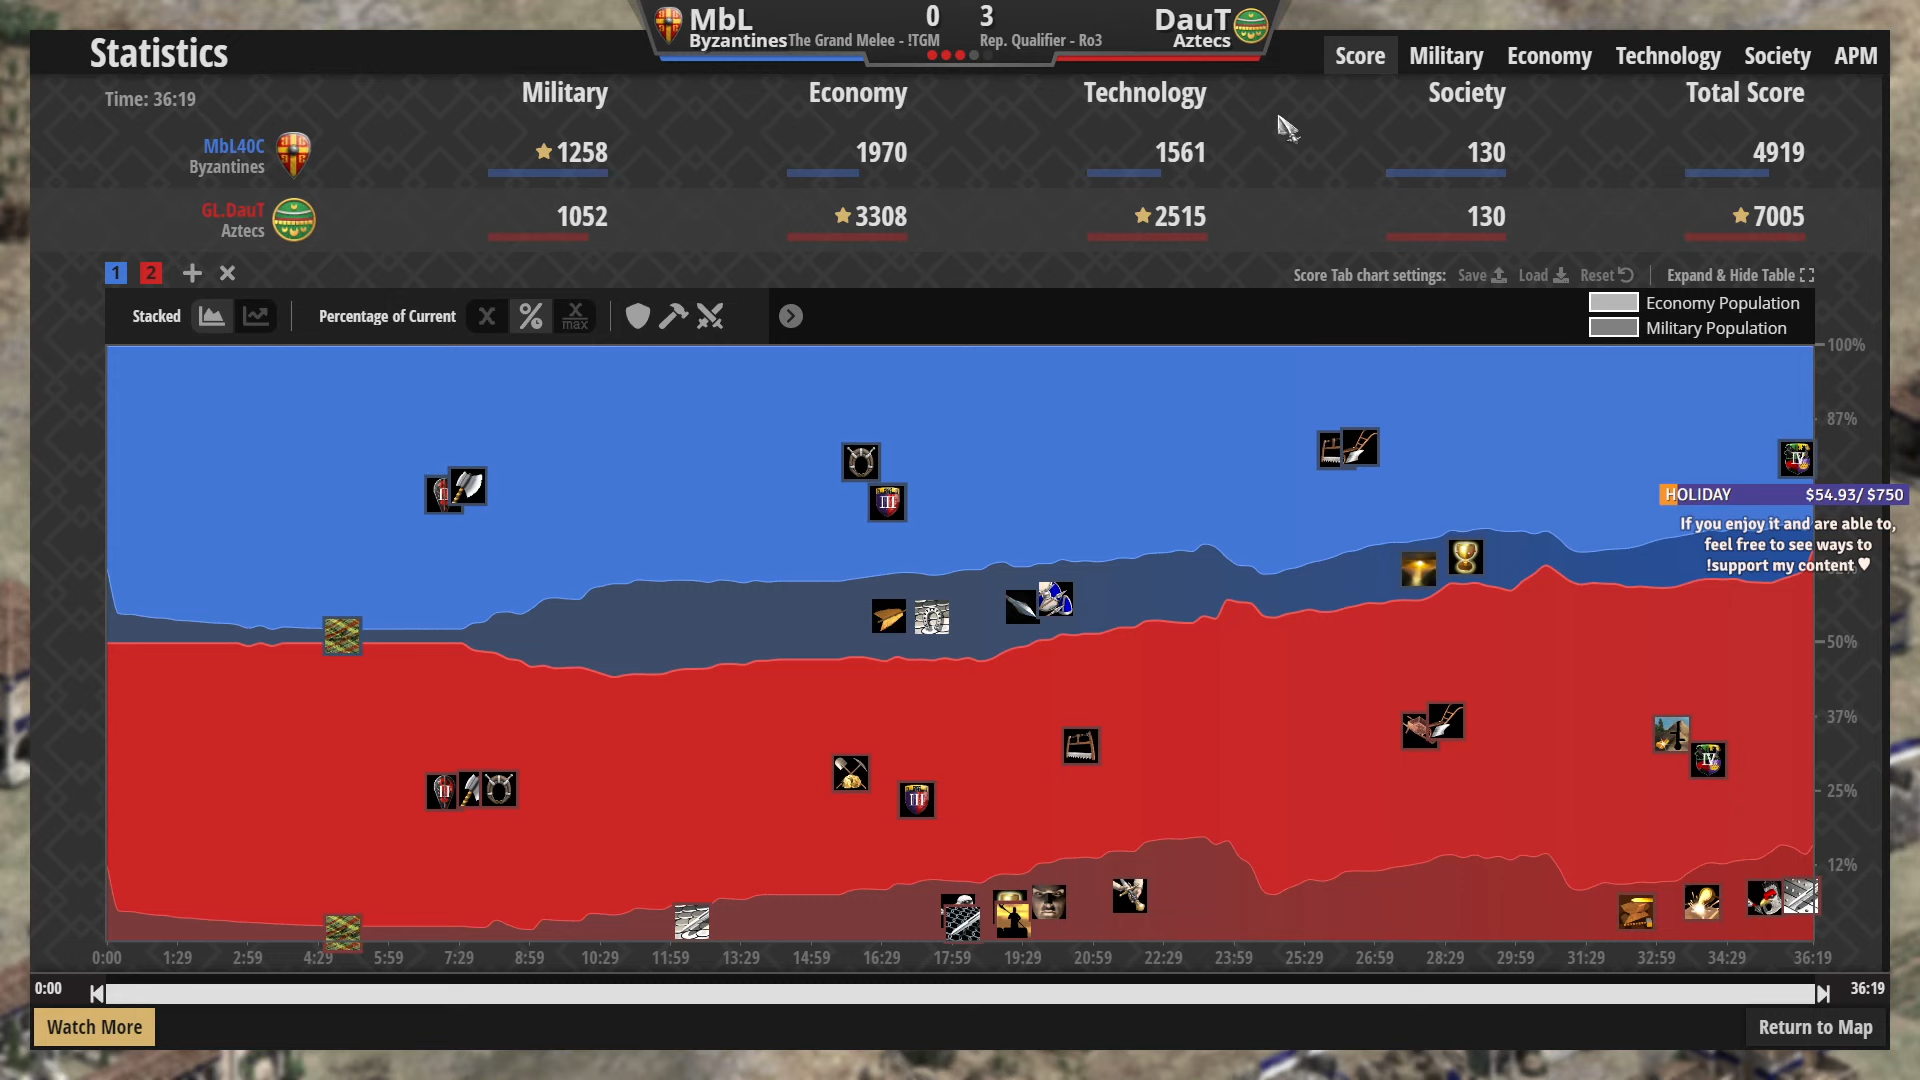 MbL 0 3 DauT
Byzantines The Grand Melee - !TGM Rep. Qualifier - Ro3 Aztecs
Statistics
Score Military Economy Technology Society APM
Time: 36:19 Military Economy Technology Society Total Score
MbL40C 1258 1970 1561 130 4919
Byzantines
GL.DauT 1052 3308 2515 130 7005
Aztecs
1 2
Score Tab chart settings: Save Load Reset Expand & Hide Table
Stacked Percentage of Current X % X max
Economy Population
Military Population
100%
87%
50%
37%
25%
12%
HOLIDAY $54.93/ $750
If you enjoy it and are able to,
feel free to see ways to
!support my content ♥
II
III
IV
II
III
IV
0:00 1:29 2:59 4:29 5:59 7:29 8:59 10:29 11:59 13:29 14:59 16:29 17:59 19:29 20:59 22:29 23:59 25:29 26:59 28:29 29:59 31:29 32:59 34:29 36:19
0:00 36:19
Watch More Return to Map